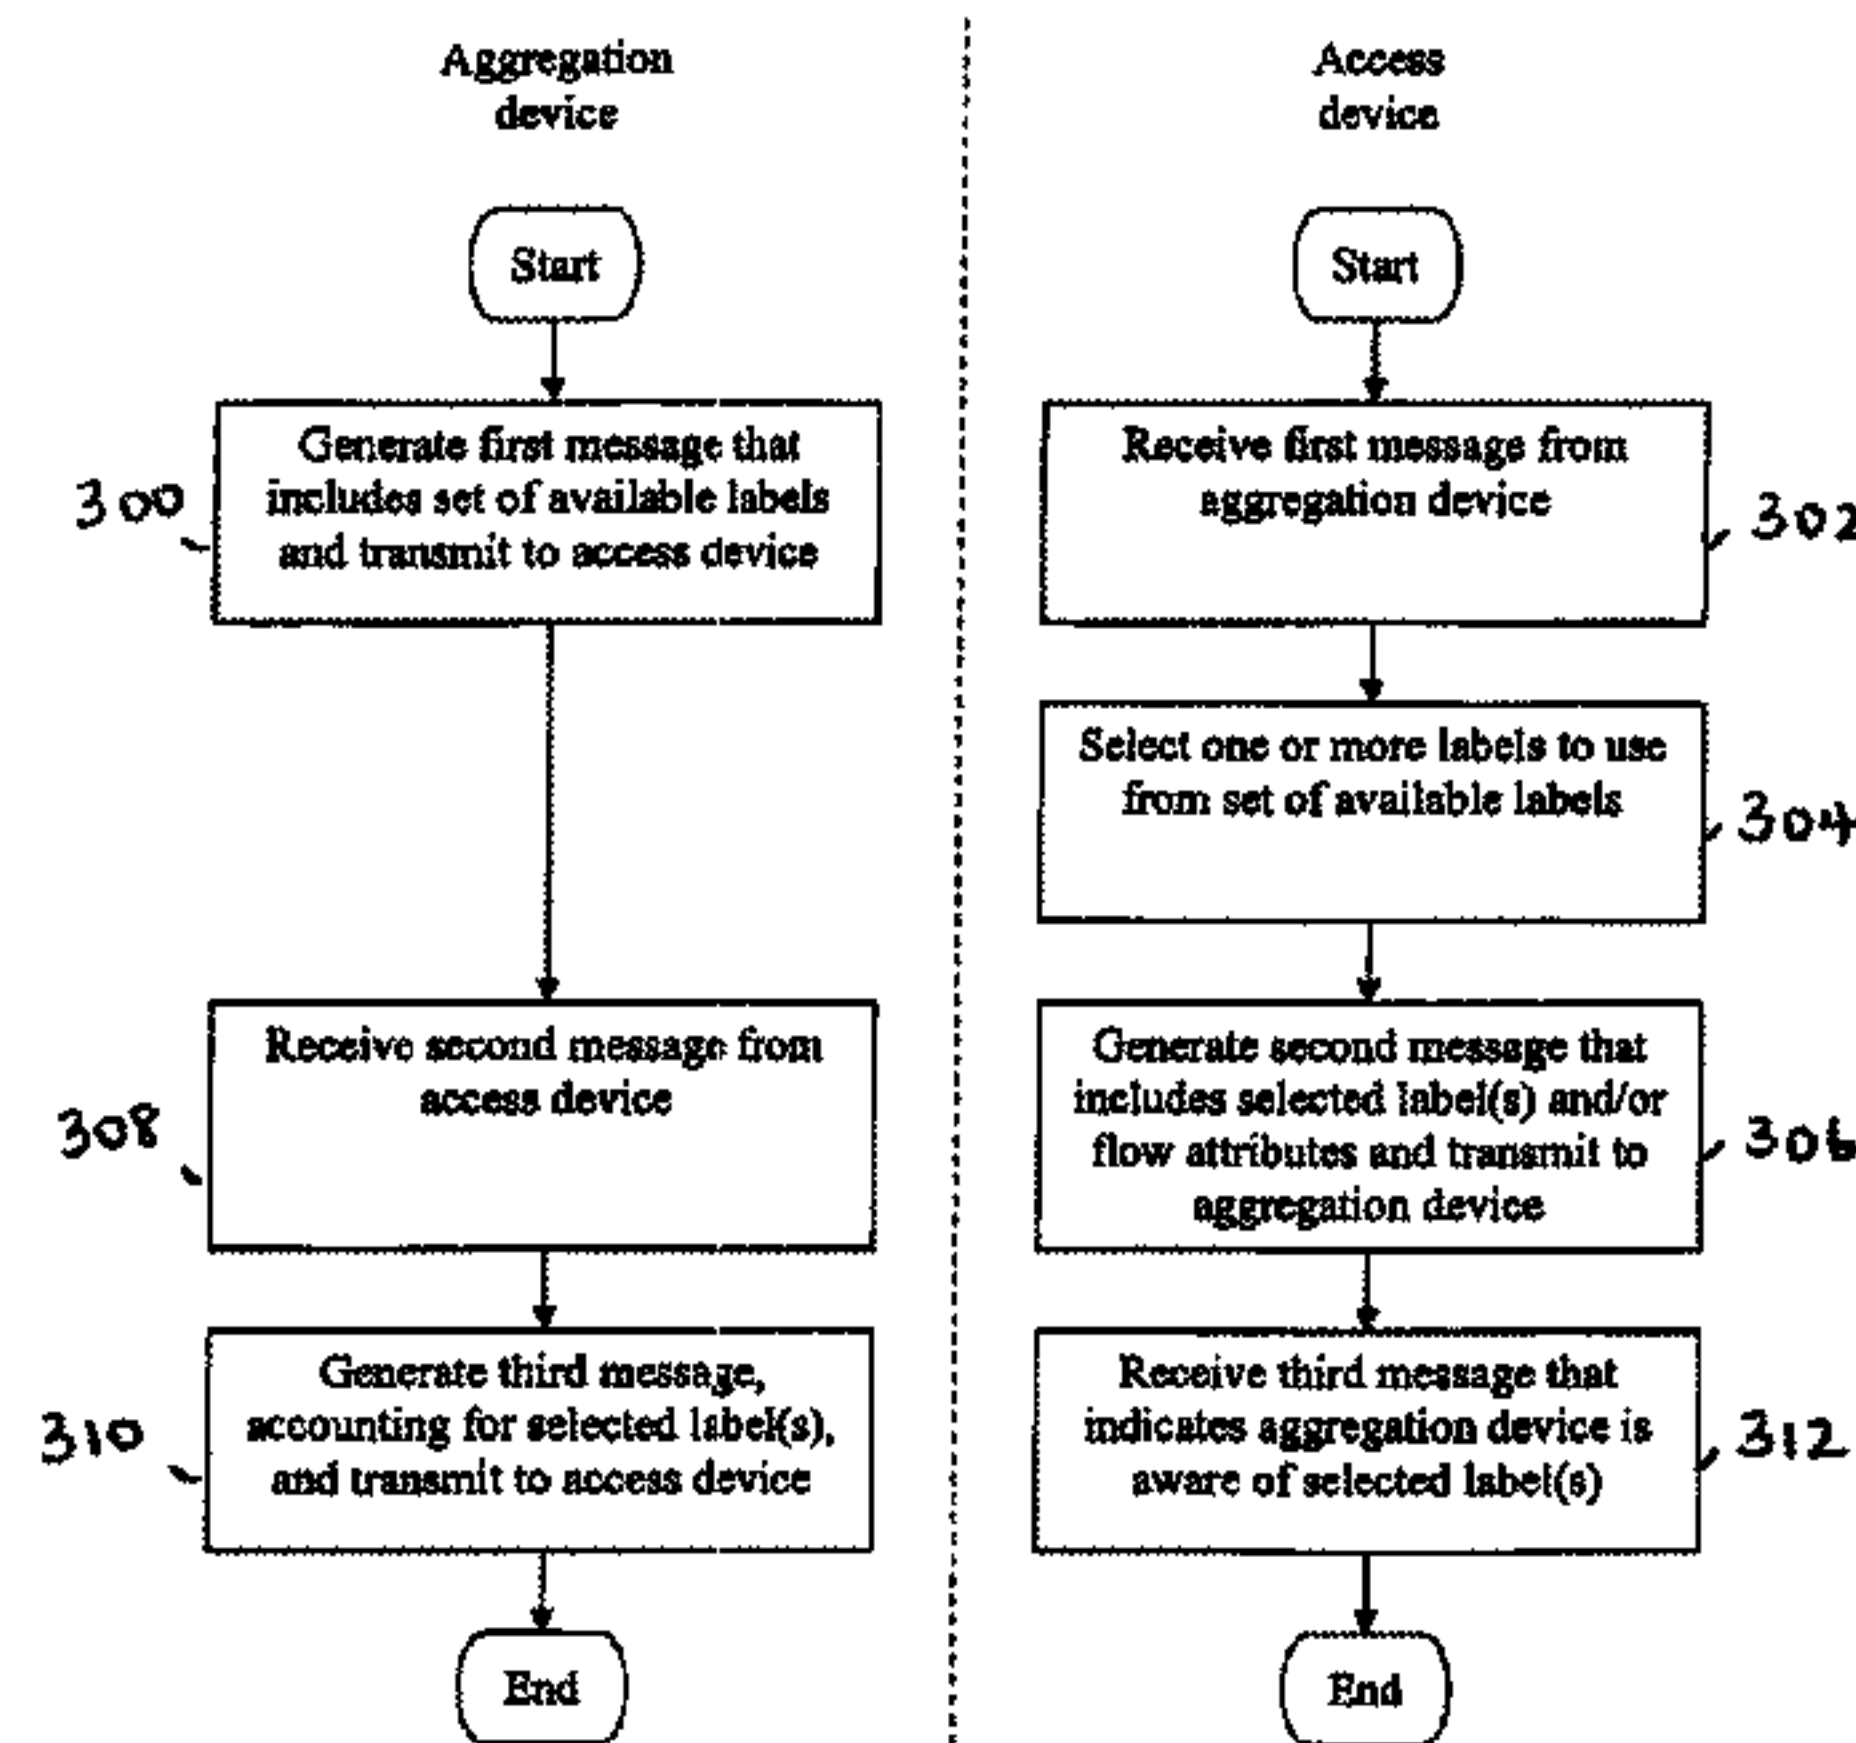 Aggregation
device
Start
Generate first message that
includes set of available labels
and transmit to access device
300
Receive second message from
access device
308
Generate third message,
accounting for selected label(s),
and transmit to access device
310
End
Access
device
Start
Receive first message from
aggregation device
302
Select one or more labels to use
from set of available labels
304
Generate second message that
includes selected label(s) and/or
flow attributes and transmit to
aggregation device
306
Receive third message that
indicates aggregation device is
aware of selected label(s)
312
End